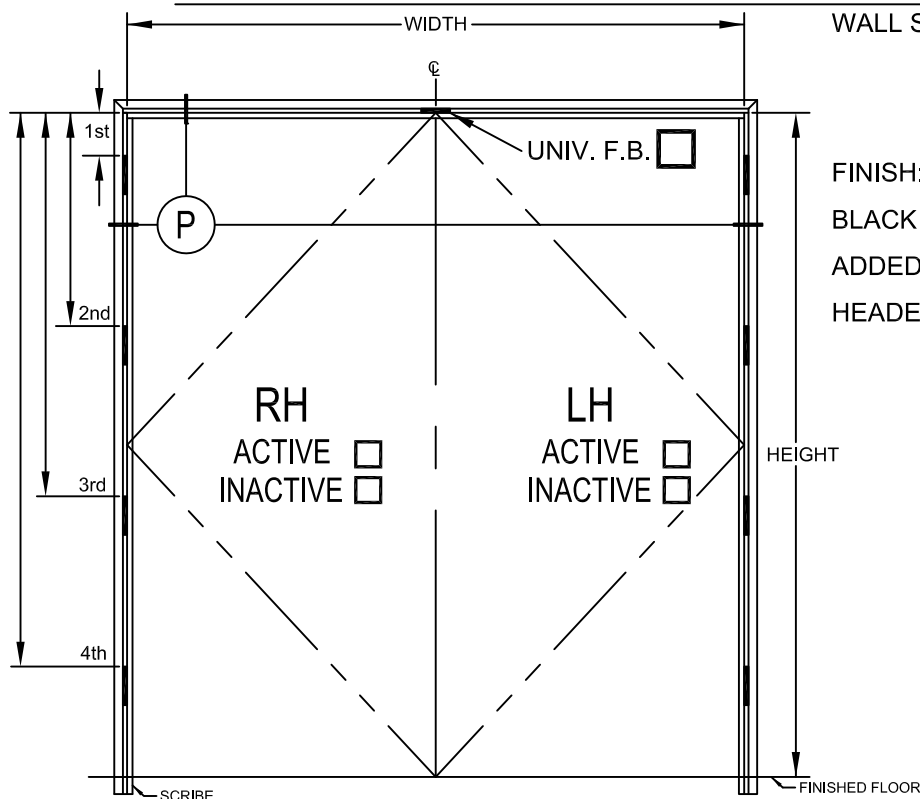 WIDTH
WALL S
℄
1st
UNIV. F.B.
FINISH:
P
BLACK
ADDED
HEADE
2nd
RH
ACTIVE
INACTIVE
LH
ACTIVE
INACTIVE
HEIGHT
3rd
4th
SCRIBE
FINISHED FLOOR